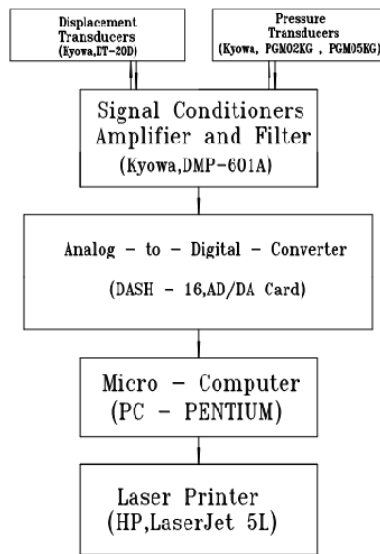 Displacement
Transducers
(Kyowa,DT-20D)
Pressure
Transducers
(Kyowa, PGM02KG , PGM05KG)
Signal Conditioners
Amplifier and Filter
(Kyowa,DMP-601A)
Analog - to - Digital - Converter
(DASH - 16,AD/DA Card)
Micro - Computer
(PC - PENTIUM)
Laser Printer
(HP,LaserJet 5L)